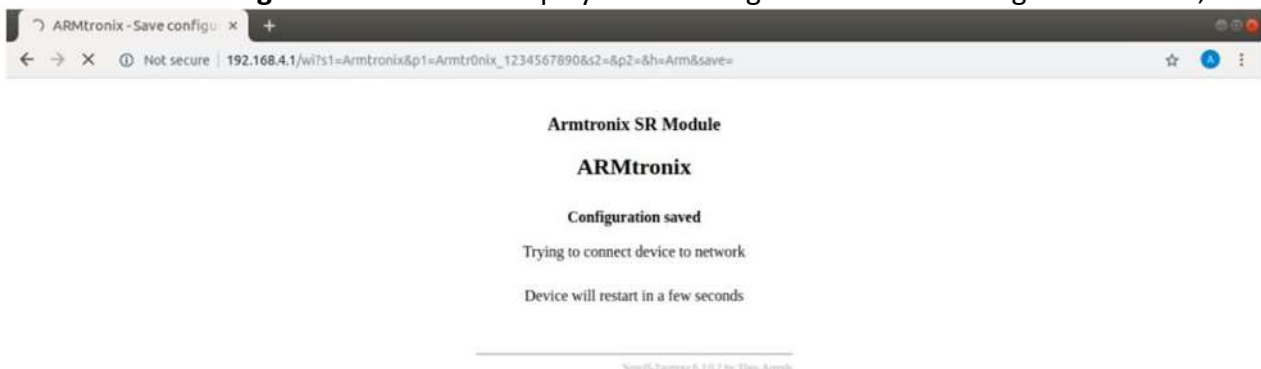 ARMtronix - Save configu × +
Not secure | 192.168.4.1/wi?s1=Armtronix&p1=Armtr0nix_1234567890&s2=&p2=&h=Arm&save=
A
Armtronix SR Module
ARMtronix
Configuration saved
Trying to connect device to network
Device will restart in a few seconds